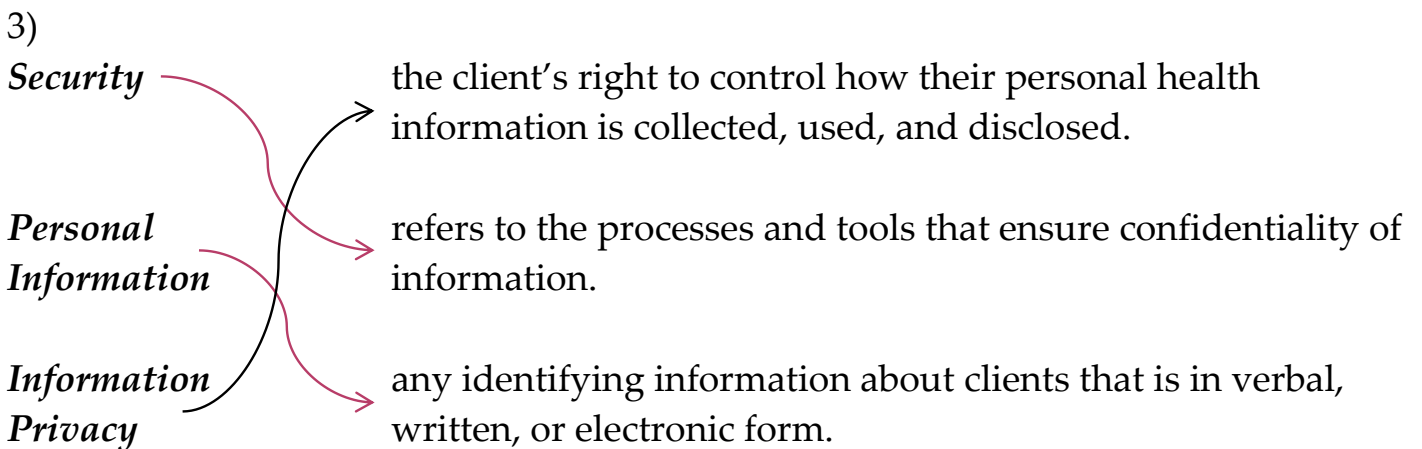 3)
Security
the client’s right to control how their personal health
information is collected, used, and disclosed.
Personal
Information
refers to the processes and tools that ensure confidentiality of
information.
Information
Privacy
any identifying information about clients that is in verbal,
written, or electronic form.